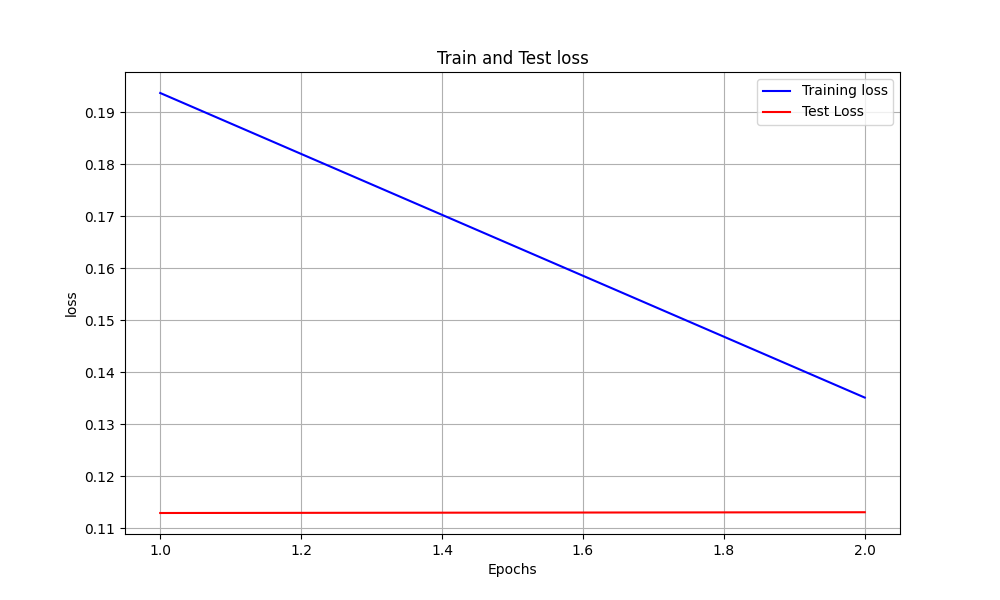 Train and Test loss
Training loss
Test Loss
0.19
0.18
0.17
0.16
0.15
0.14
0.13
0.12
0.11
loss
1.0 1.2 1.4 1.6 1.8 2.0
Epochs